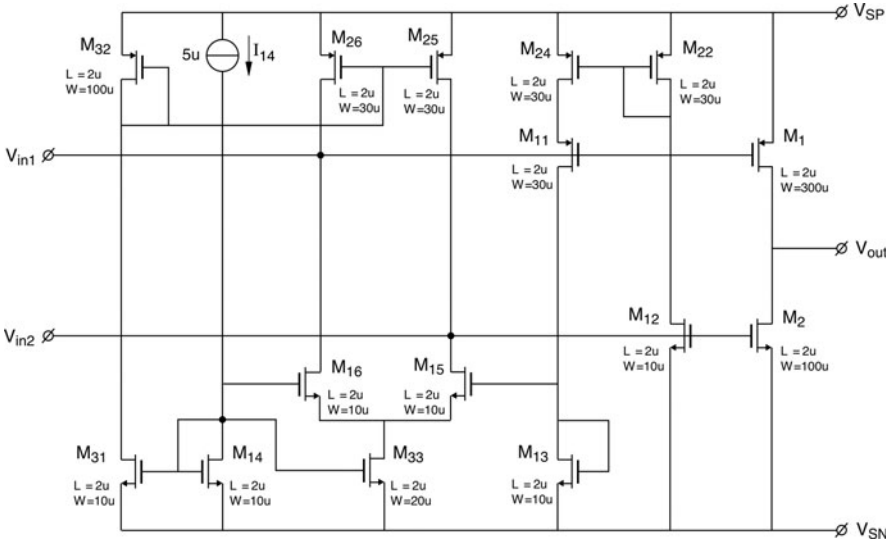 V_SP
M32
L = 2u
W=100u
5u
I14
M26
L = 2u
W=30u
M25
L = 2u
W=30u
M24
L = 2u
W=30u
M22
L = 2u
W=30u
Vin1
M11
L = 2u
W=30u
M1
L = 2u
W=300u
Vout
Vin2
M12
L = 2u
W=10u
M2
L = 2u
W=100u
M16
L = 2u
W=10u
M15
L = 2u
W=10u
M31
L = 2u
W=10u
M14
L = 2u
W=10u
M33
L = 2u
W=20u
M13
L = 2u
W=10u
V_SN